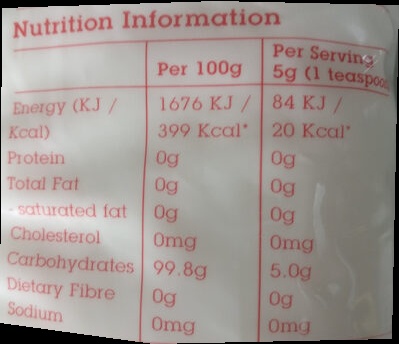 Nutrition Information
Per 100g Per Serving
5g (1 teaspoon
Energy (KJ / 1676 KJ / 84 KJ /
Kcal) 399 Kcal* 20 Kcal*
Protein 0g 0g
Total Fat 0g 0g
- saturated fat 0g 0g
Cholesterol 0mg 0mg
Carbohydrates 99.8g 5.0g
Dietary Fibre 0g 0g
Sodium 0mg 0mg